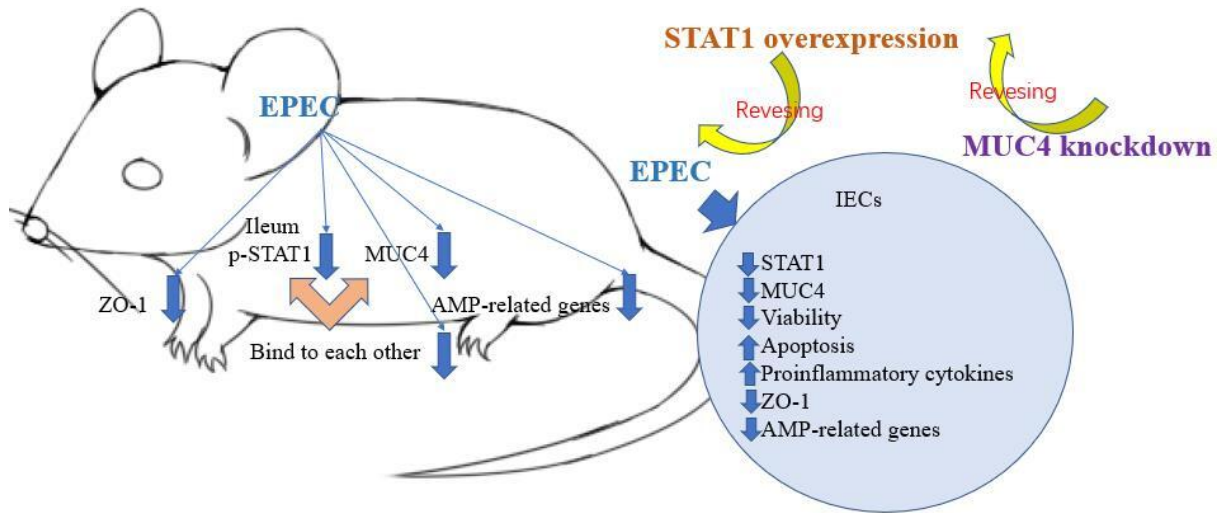 STAT1 overexpression
Revesing
Revesing
MUC4 knockdown
EPEC
Ileum
p-STAT1
MUC4
ZO-1
AMP-related genes
Bind to each other
EPEC
IECs
STAT1
MUC4
Viability
Apoptosis
Proinflammatory cytokines
ZO-1
AMP-related genes